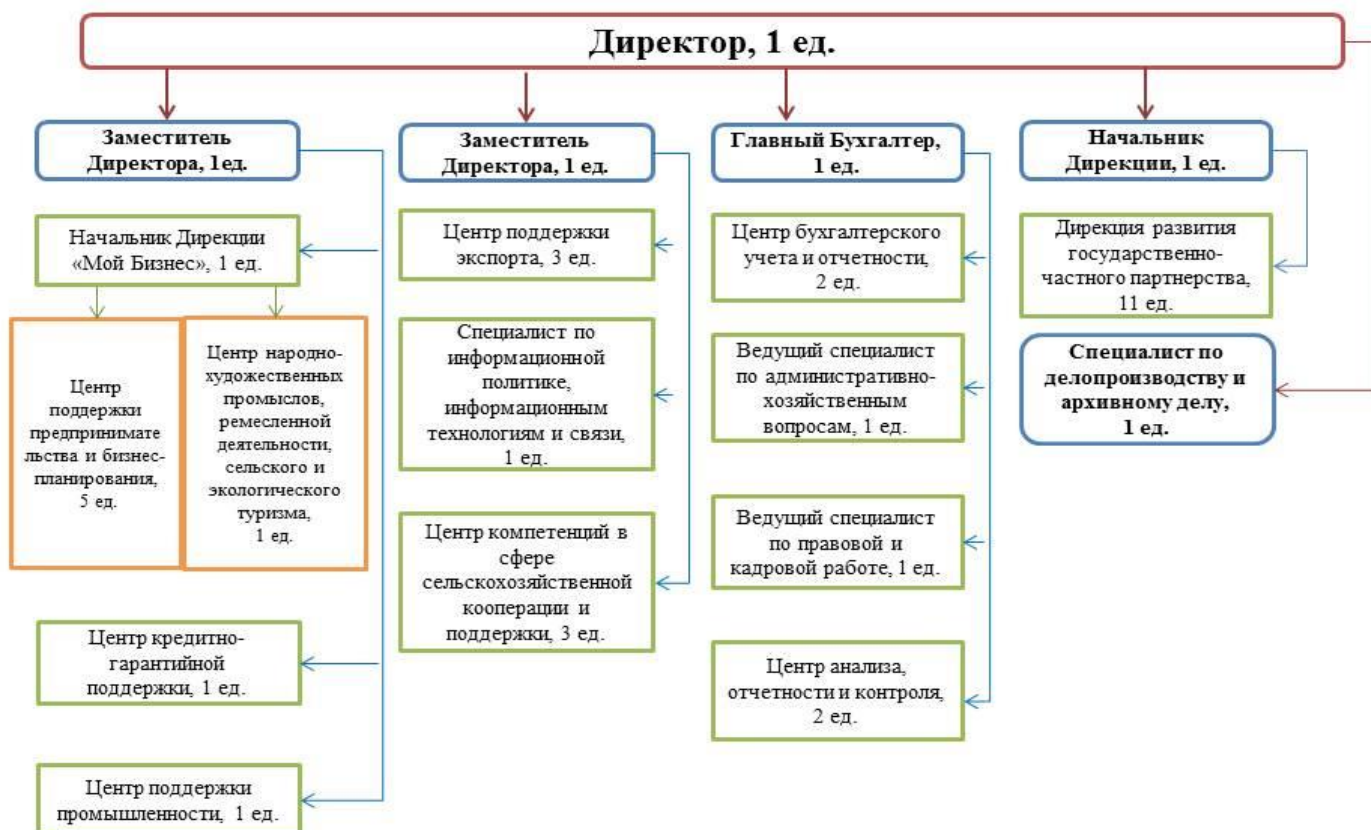 Директор, 1 ед.
Заместитель
Директора, 1ед.
Начальник Дирекции
«Мой Бизнес», 1 ед.
Центр
поддержки
предпринимате
льства и бизнес-
планирования,
5 ед.
Центр народно-
художественных
промыслов,
ремесленной
деятельности,
сельского и
экологического
туризма,
1 ед.
Центр кредитно-
гарантийной
поддержки, 1 ед.
Центр поддержки
промышленности, 1 ед.
Заместитель
Директора, 1 ед.
Центр поддержки
экспорта, 3 ед.
Специалист по
информационной
политике,
информационным
технологиям и связи,
1 ед.
Центр компетенций в
сфере
сельскохозяйственной
кооперации и
поддержки, 3 ед.
Главный Бухгалтер,
1 ед.
Центр бухгалтерского
учета и отчетности,
2 ед.
Ведущий специалист
по административно-
хозяйственным
вопросам, 1 ед.
Ведущий специалист
по правовой и
кадровой работе, 1 ед.
Центр анализа,
отчетности и контроля,
2 ед.
Начальник
Дирекции, 1 ед.
Дирекция развития
государственно-
частного партнерства,
11 ед.
Специалист по
делопроизводству и
архивному делу,
1 ед.